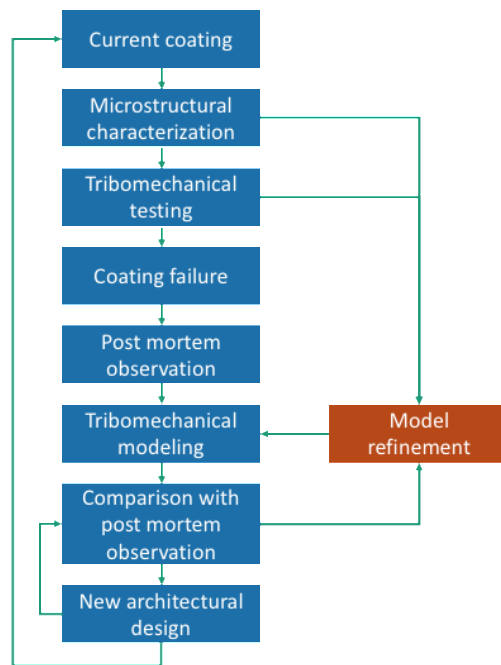 Current coating
Microstructural
characterization
Tribomechanical
testing
Coating failure
Post mortem
observation
Tribomechanical
modeling
Model
refinement
Comparison with
post mortem
observation
New architectural
design